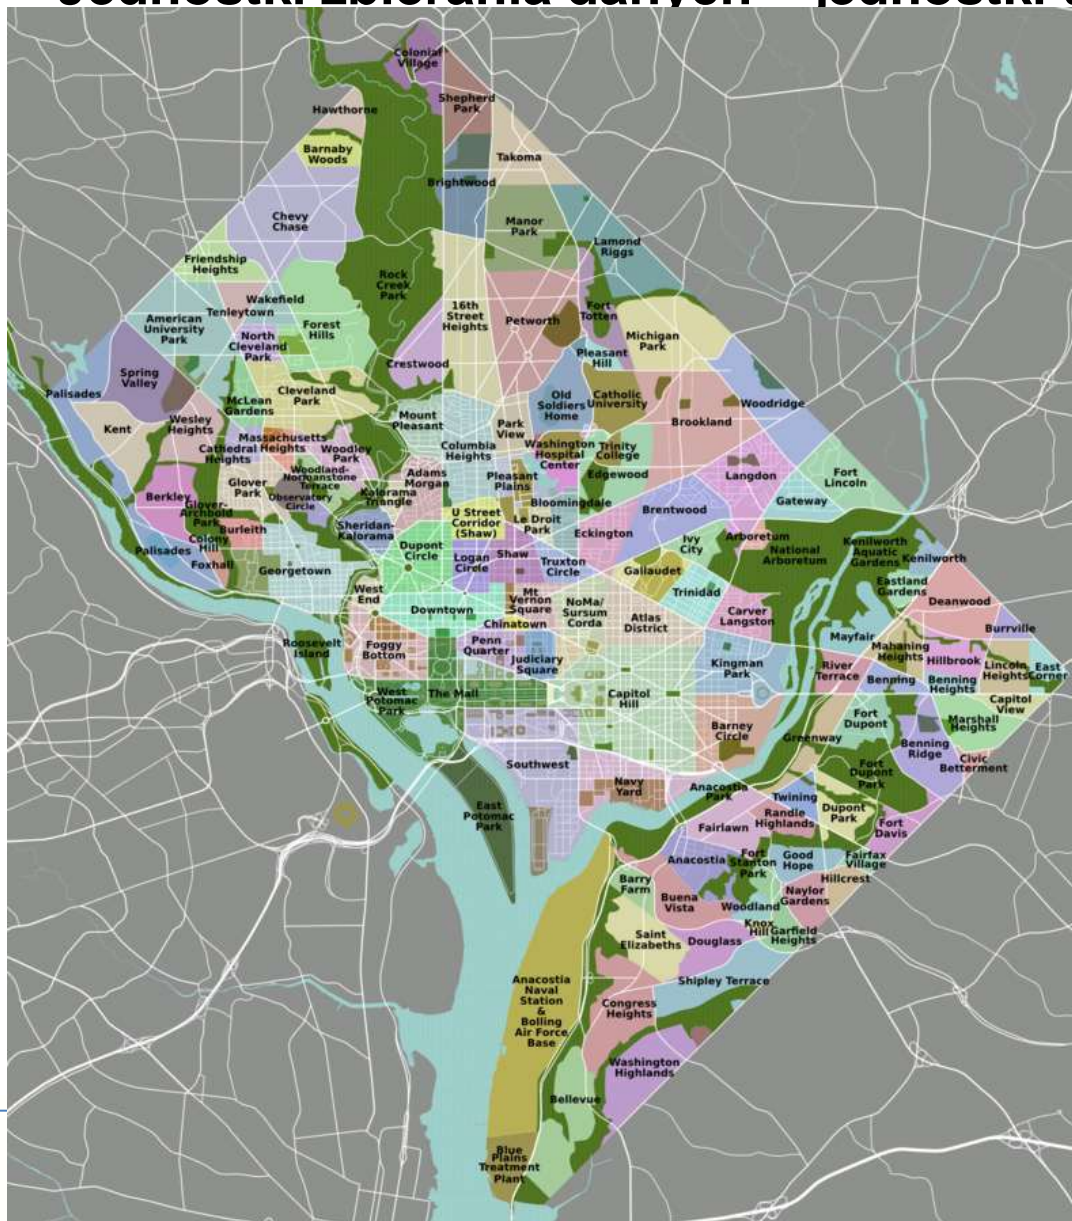 Jednostki zbierania danych – jednostki
Colonial
Village
Shepherd
Park
Hawthorne
Barnaby
Woods
Takoma
Brightwood
Chevy
Chase
Manor
Park
Lamond
Riggs
Friendship
Heights
Rock
Creek
Park
Wakefield
Tenleytown
American
University
Park
Forest
Hills
North
Cleveland
Park
16th
Street
Heights
Petworth
Fort
Totten
Michigan
Park
Crestwood
Pleasant
Hill
Spring
Valley
Palisades
McLean
Gardens
Cleveland
Park
Old
Soldiers
Home
Catholic
University
Woodridge
Brookland
Kent
Wesley
Heights
Mount
Pleasant
Park
View
Massachusetts
Heights
Cathedral
Heights
Woodley
Park
Columbia
Heights
Washington
Hospital
Center
Trinity
College
Edgewood
Langdon
Fort
Lincoln
Gateway
Woodland-
Normanstone
Terrace
Glover
Park
Observatory
Circle
Adams
Morgan
Kalorama
Triangle
Pleasant
Plains
Bloomingdale
Brentwood
Berkley
Glover-
Archbold
Park
Burleith
Colony
Hill
Palisades
Foxhall
Georgetown
Sheridan-
Kalorama
U Street
Corridor
(Shaw)
Le Droit
Park
Eckington
Dupont
Circle
Logan
Circle
Shaw
Truxton
Circle
Ivy
City
Arboretum
National
Arboretum
Kenilworth
Aquatic
Gardens
Kenilworth
Gallaudet
Trinidad
Eastland
Gardens
Deanwood
West
End
Downtown
Mt
Vernon
Square
NoMa/
Sursum
Corda
Atlas
District
Carver
Langston
Burrville
Chinatown
Roosevelt
Island
Foggy
Bottom
Penn
Quarter
Judiciary
Square
Mayfair
Mahaning
Heights
Hillbrook
Lincoln
Heights
East
Corner
Kingman
Park
River
Terrace
Benning
Benning
Heights
West
Potomac
Park
The Mall
Capitol
Hill
Capitol
View
Fort
Dupont
Marshall
Heights
Barney
Circle
Greenway
Benning
Ridge
Civic
Betterment
Southwest
Navy
Yard
Anacostia
Park
Fort
Dupont
Park
Twining
East
Potomac
Park
Randle
Highlands
Dupont
Park
Fort
Davis
Fairlawn
Anacostia
Fort
Stanton
Park
Good
Hope
Fairfax
Village
Hillcrest
Barry
Farm
Buena
Vista
Naylor
Gardens
Woodland
Knox
Hill
Garfield
Heights
Saint
Elizabeths
Douglass
Shipley Terrace
Anacostia
Naval
Station
&
Bolling
Air Force
Base
Congress
Heights
Washington
Highlands
Bellevue
Blue
Plains
Treatment
Plant